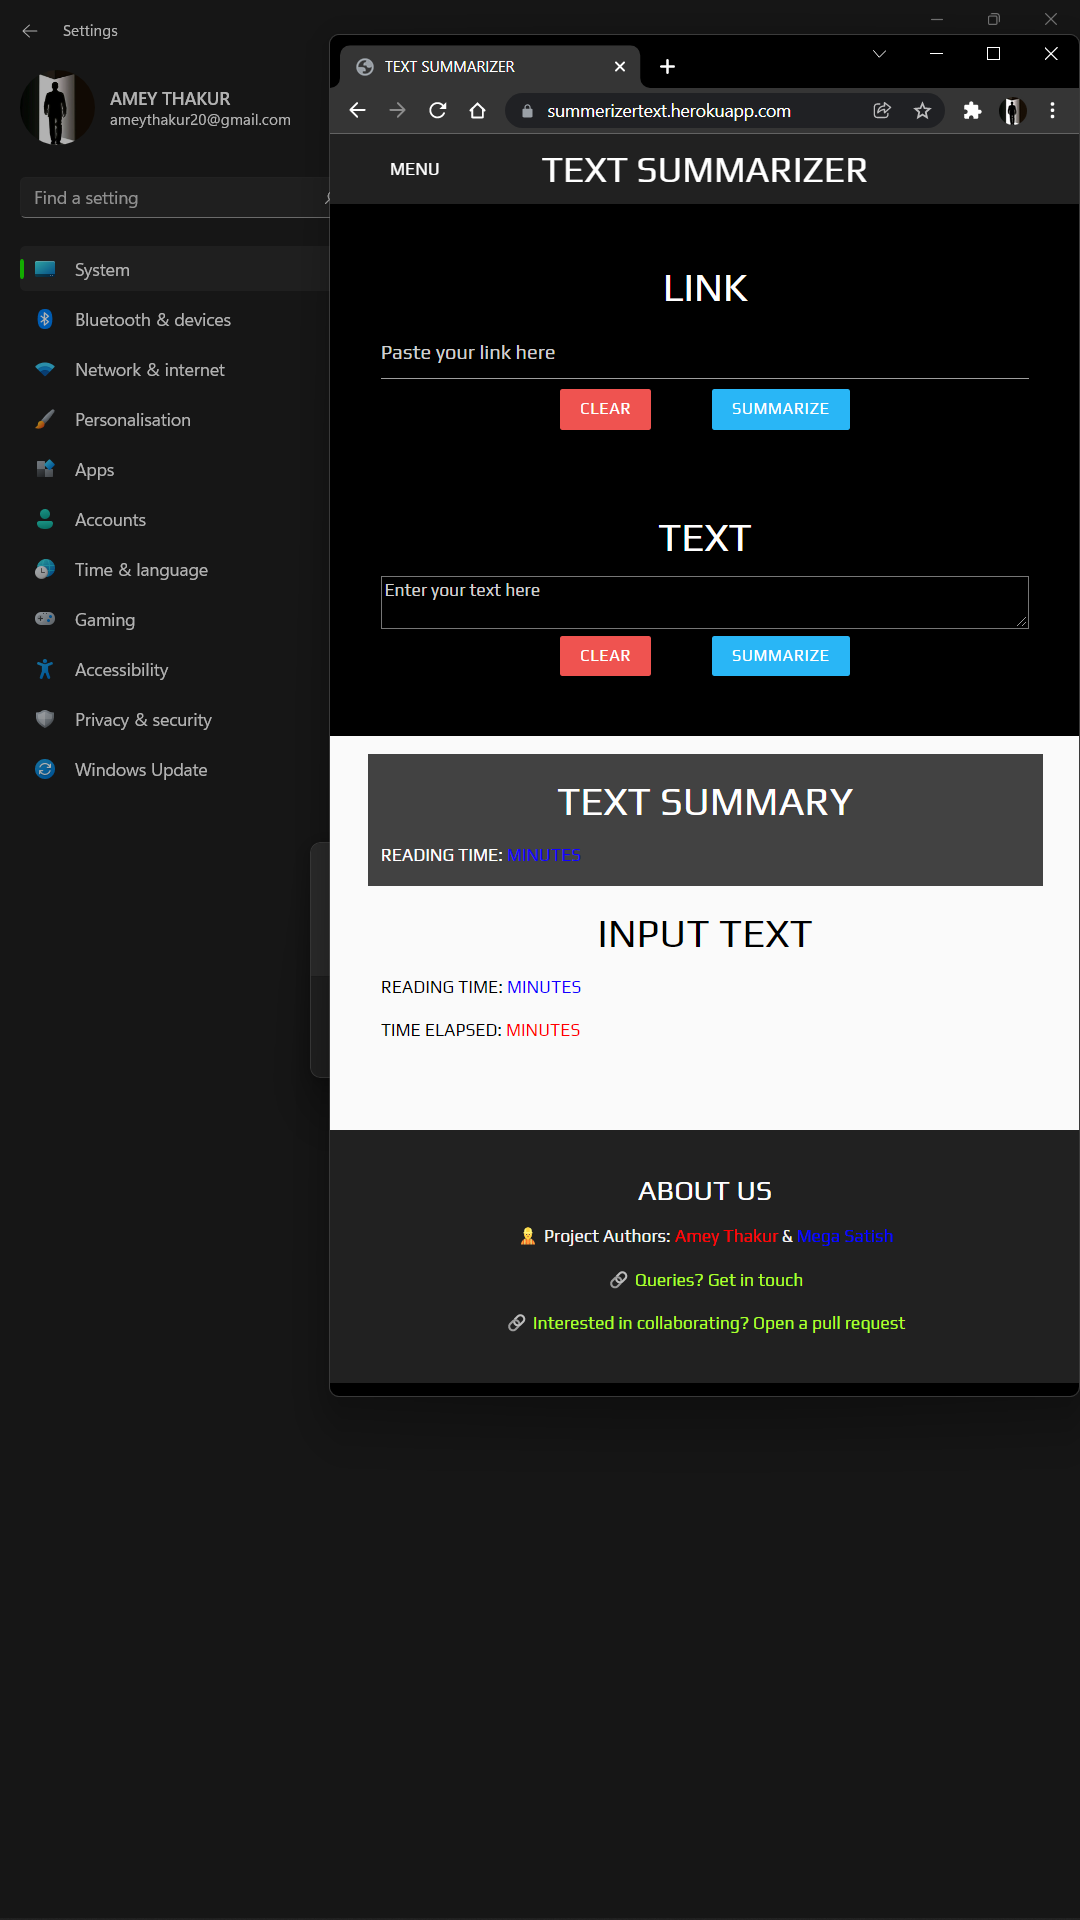 Settings
AMEY THAKUR
ameythakur20@gmail.com
Find a setting
System
Bluetooth & devices
Network & internet
Personalisation
Apps
Accounts
Time & language
Gaming
Accessibility
Privacy & security
Windows Update
TEXT SUMMARIZER
summerizertext.herokuapp.com
MENU
TEXT SUMMARIZER
LINK
Paste your link here
CLEAR SUMMARIZE
TEXT
Enter your text here
CLEAR SUMMARIZE
TEXT SUMMARY
READING TIME: MINUTES
INPUT TEXT
READING TIME: MINUTES
TIME ELAPSED: MINUTES
ABOUT US
Project Authors: Amey Thakur & Mega Satish
Queries? Get in touch
Interested in collaborating? Open a pull request